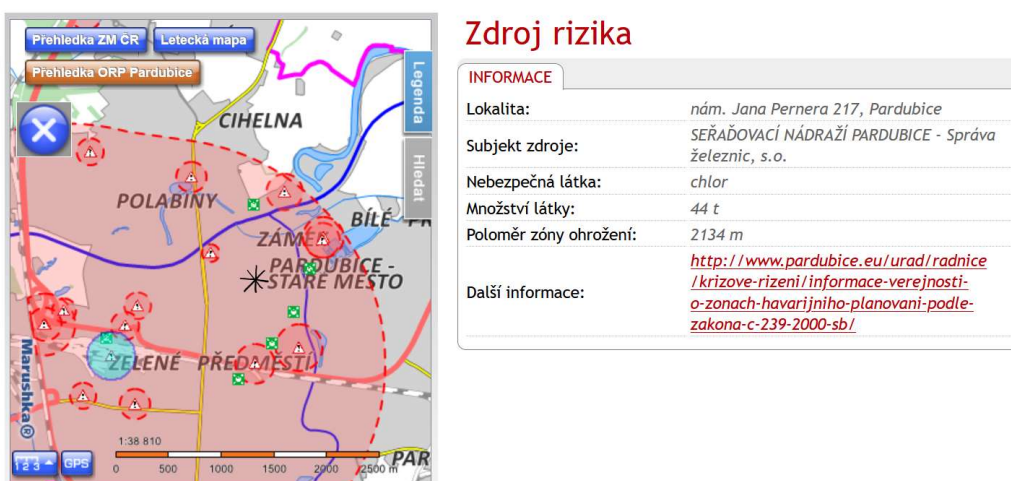 Přehledka ZM ČR
Letecká mapa
Přehledka ORP Pardubice
Legenda
Hledat
CIHELNA
POLABINY
BÍLÉ
ZÁMEK
PARDUBICE -
STARÉ MĚSTO
ZELENÉ PŘEDMĚSTÍ
PAR
Marushka®
1:38 810
1 2 3
GPS
0 500 1000 1500 2000 2500 m
Zdroj rizika
INFORMACE
Lokalita: nám. Jana Pernera 217, Pardubice
Subjekt zdroje: SEŘAĎOVACÍ NÁDRAŽÍ PARDUBICE - Správa
železnic, s.o.
Nebezpečná látka: chlor
Množství látky: 44 t
Poloměr zóny ohrožení: 2134 m
Další informace: http://www.pardubice.eu/urad/radnice
/krizove-rizeni/informace-verejnosti-
o-zonach-havarijniho-planovani-podle-
zakona-c-239-2000-sb/